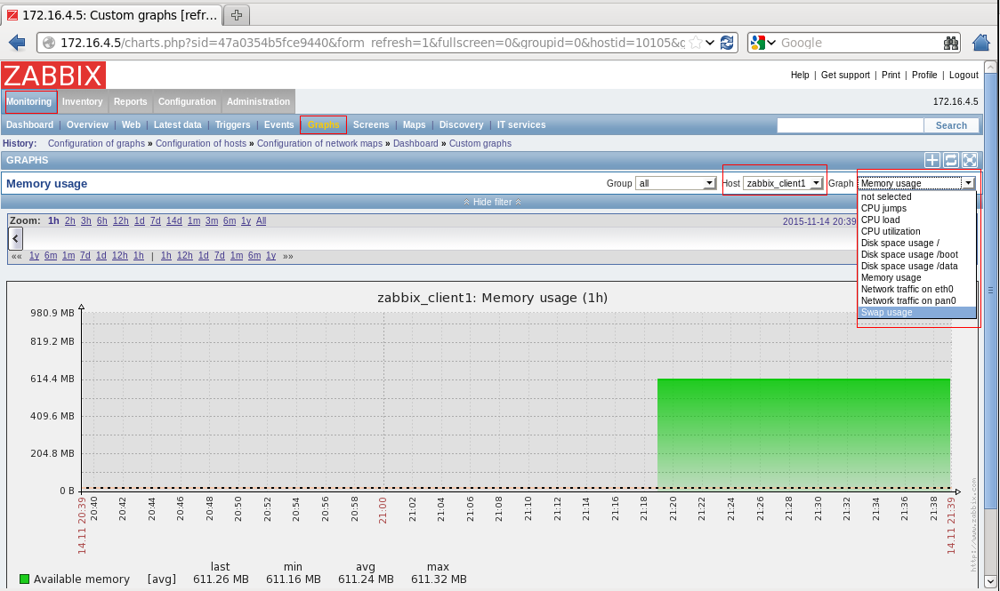 172.16.4.5: Custom graphs [refr...
172.16.4.5/charts.php?sid=47a0354b5fce9440&form_refresh=1&fullscreen=0&groupid=0&hostid=10105&g
Google
ZABBIX
Help | Get support | Print | Profile | Logout
Monitoring Inventory Reports Configuration Administration
172.16.4.5
Dashboard | Overview | Web | Latest data | Triggers | Events | Graphs | Screens | Maps | Discovery | IT services
Search
History: Configuration of graphs » Configuration of hosts » Configuration of network maps » Dashboard » Custom graphs
GRAPHS
Memory usage
Group all Host zabbix_client1 Graph Memory usage
not selected
CPU jumps
CPU load
CPU utilization
Disk space usage /
Disk space usage /boot
Disk space usage /data
Memory usage
Network traffic on eth0
Network traffic on pan0
Swap usage
Hide filter
Zoom: 1h 2h 3h 6h 12h 1d 7d 14d 1m 3m 6m 1y All
2015-11-14 20:39
«« 1y 6m 1m 7d 1d 12h 1h | 1h 12h 1d 7d 1m 6m 1y »»
zabbix_client1: Memory usage (1h)
980.9 MB
819.2 MB
614.4 MB
409.6 MB
204.8 MB
0 B
14.11 20:39 20:40 20:42 20:44 20:46 20:48 20:50 20:52 20:54 20:56 20:58 21:00 21:02 21:04 21:06 21:08 21:10 21:12 21:14 21:16 21:18 21:20 21:22 21:24 21:26 21:28 21:30 21:32 21:34 21:36 21:38 14.11 21:39
http://www.zabbix.com
last min avg max
Available memory [avg] 611.26 MB 611.16 MB 611.24 MB 611.32 MB